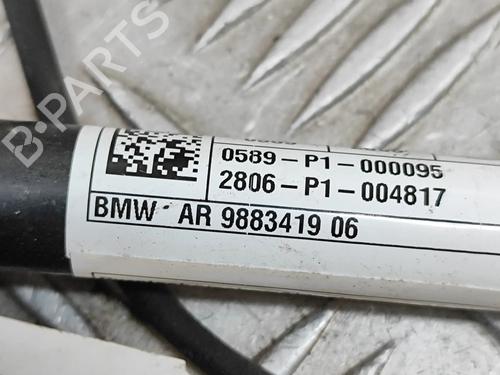 0589-P1-000095
2806-P1-004817
BMW AR 9883419 06
B-PARTS